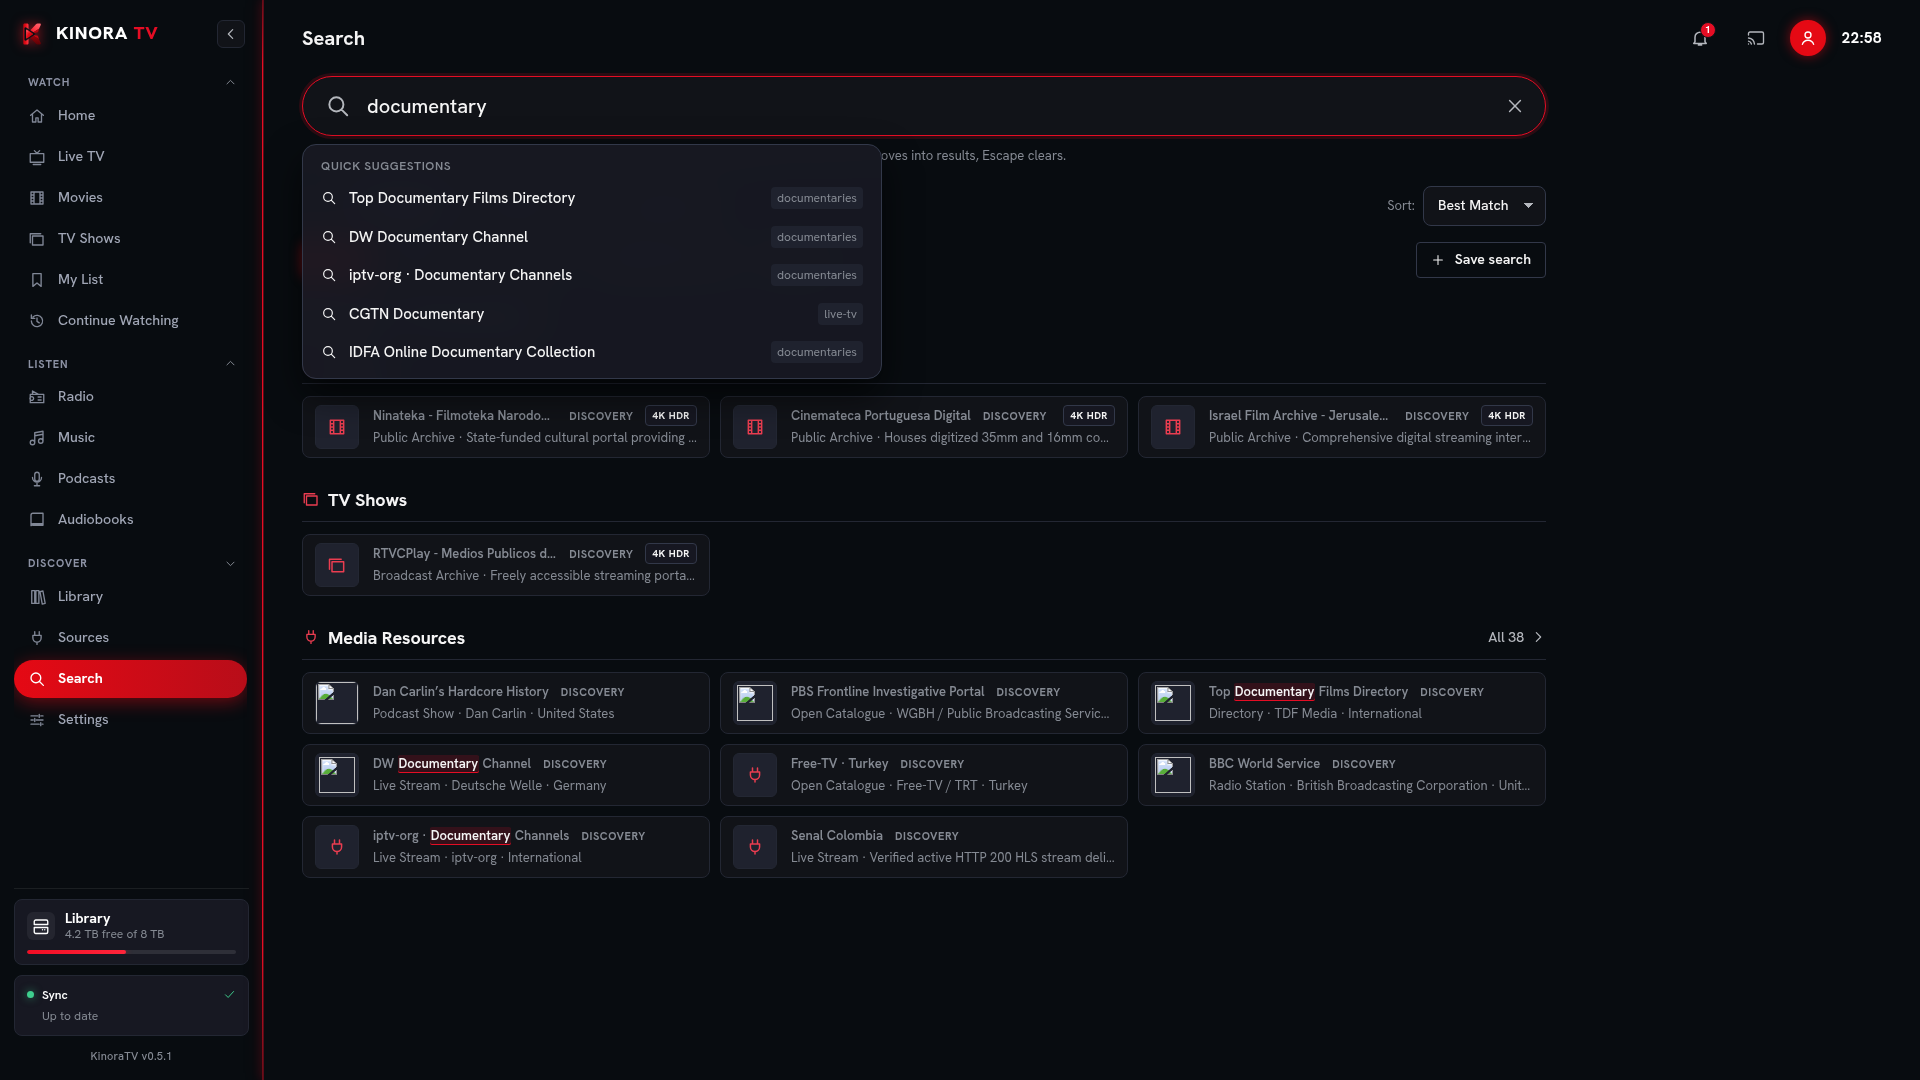 KINORA TV
WATCH
Home
Live TV
Movies
TV Shows
My List
Continue Watching
LISTEN
Radio
Music
Podcasts
Audiobooks
DISCOVER
Library
Sources
Search
Settings
Library
4.2 TB free of 8 TB
Sync
Up to date
KinoraTV v0.5.1
Search
1
22:58
documentary
oves into results, Escape clears.
QUICK SUGGESTIONS
Top Documentary Films Directory documentaries
DW Documentary Channel documentaries
iptv-org · Documentary Channels documentaries
CGTN Documentary live-tv
IDFA Online Documentary Collection documentaries
Sort: Best Match
Save search
Ninateka - Filmoteka Narodo... DISCOVERY 4K HDR
Public Archive · State-funded cultural portal providing ...
Cinemateca Portuguesa Digital DISCOVERY 4K HDR
Public Archive · Houses digitized 35mm and 16mm co...
Israel Film Archive - Jerusale... DISCOVERY 4K HDR
Public Archive · Comprehensive digital streaming inter...
TV Shows
RTVCPlay - Medios Publicos d... DISCOVERY 4K HDR
Broadcast Archive · Freely accessible streaming porta...
Media Resources
All 38
Dan Carlin’s Hardcore History DISCOVERY
Podcast Show · Dan Carlin · United States
PBS Frontline Investigative Portal DISCOVERY
Open Catalogue · WGBH / Public Broadcasting Servic...
Top Documentary Films Directory DISCOVERY
Directory · TDF Media · International
DW Documentary Channel DISCOVERY
Live Stream · Deutsche Welle · Germany
Free-TV · Turkey DISCOVERY
Open Catalogue · Free-TV / TRT · Turkey
BBC World Service DISCOVERY
Radio Station · British Broadcasting Corporation · Unit...
iptv-org · Documentary Channels DISCOVERY
Live Stream · iptv-org · International
Senal Colombia DISCOVERY
Live Stream · Verified active HTTP 200 HLS stream deli...